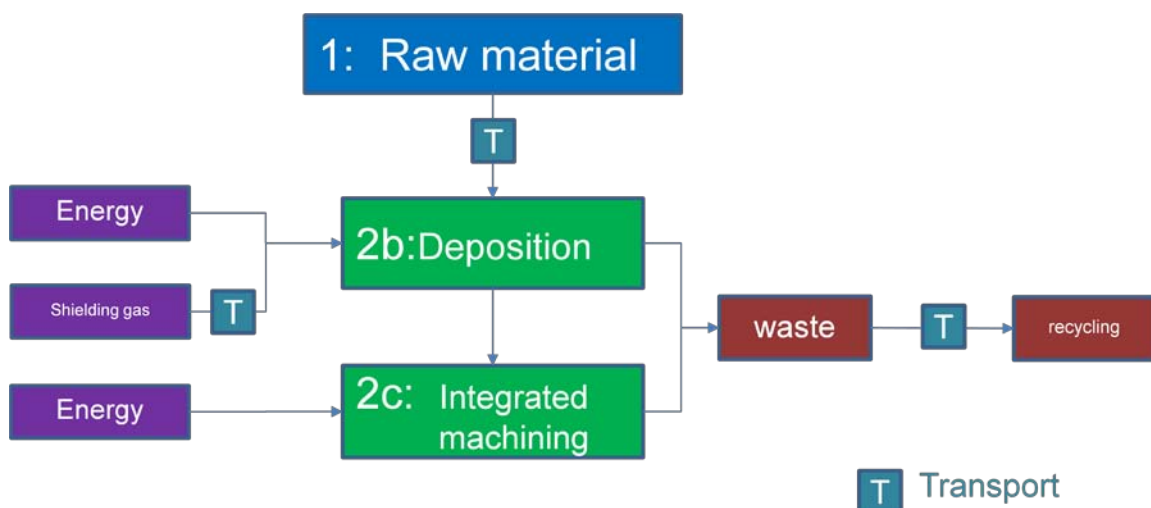 1: Raw material
T
Energy
2b:Deposition
Shielding gas
T
waste
T
recycling
Energy
2c: Integrated
machining
T Transport